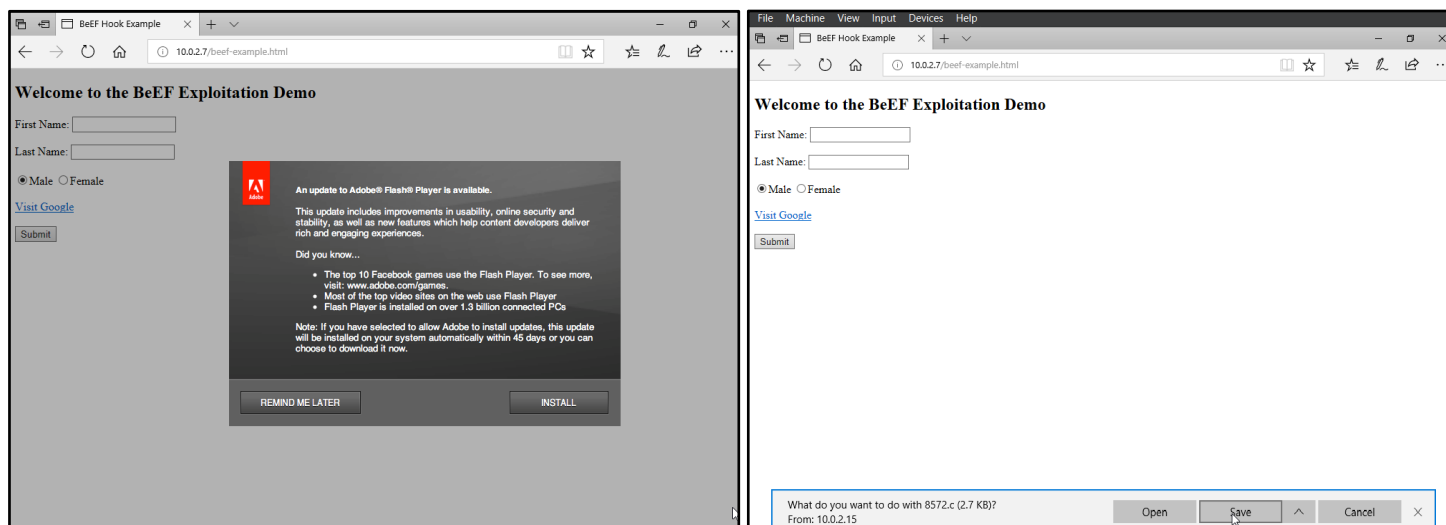 BeEF Hook Example
10.0.2.7/beef-example.html
Welcome to the BeEF Exploitation Demo
First Name:
Last Name:
Male Female
Visit Google
Submit
Adobe
An update to Adobe® Flash® Player is available.
This update includes improvements in usability, online security and
stability, as well as new features which help content developers deliver
rich and engaging experiences.
Did you know...
• The top 10 Facebook games use the Flash Player. To see more,
visit: www.adobe.com/games.
• Most of the top video sites on the web use Flash Player
• Flash Player is installed on over 1.3 billion connected PCs
Note: If you have selected to allow Adobe to install updates, this update
will be installed on your system automatically within 45 days or you can
choose to download it now.
REMIND ME LATER INSTALL
File Machine View Input Devices Help
BeEF Hook Example
10.0.2.7/beef-example.html
Welcome to the BeEF Exploitation Demo
First Name:
Last Name:
Male Female
Visit Google
Submit
What do you want to do with 8572.c (2.7 KB)?
From: 10.0.2.15
Open Save Cancel